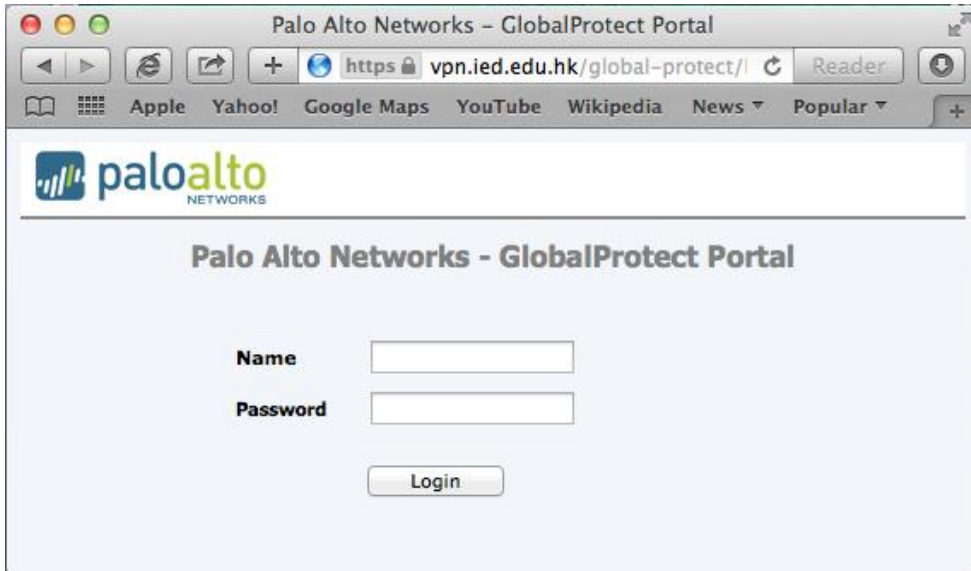 Palo Alto Networks – GlobalProtect Portal
https vpn.ied.edu.hk/global-protect/l Reader
Apple Yahoo! Google Maps YouTube Wikipedia News ▾ Popular ▾
paloalto
NETWORKS
Palo Alto Networks - GlobalProtect Portal
Name
Password
Login